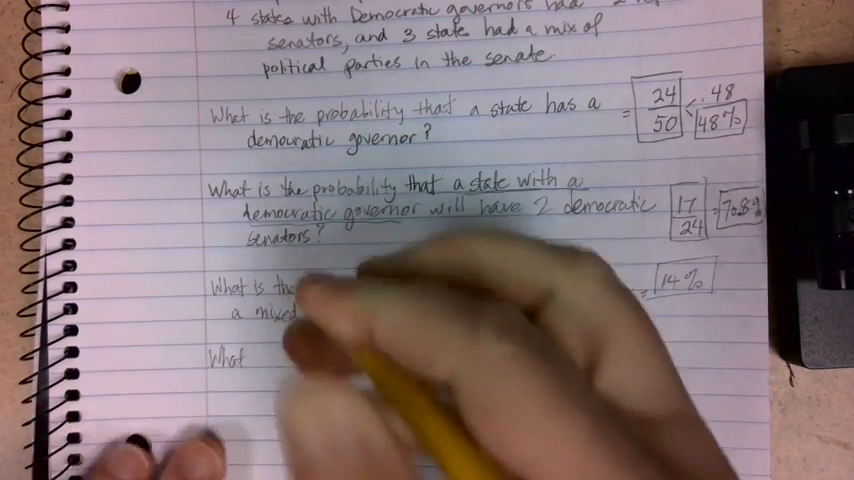 4 states with Democratic governors had 2
senators, and 3 states had a mix of
political parties in the senate.
What is the probability that a state has a
democratic governor?
= 24/50 < .48
48%
What is the probability that a state with a
democratic governor will have 2 democratic
senators?
17/24 = 70.8%
What is the
a mixed
= 14%
What